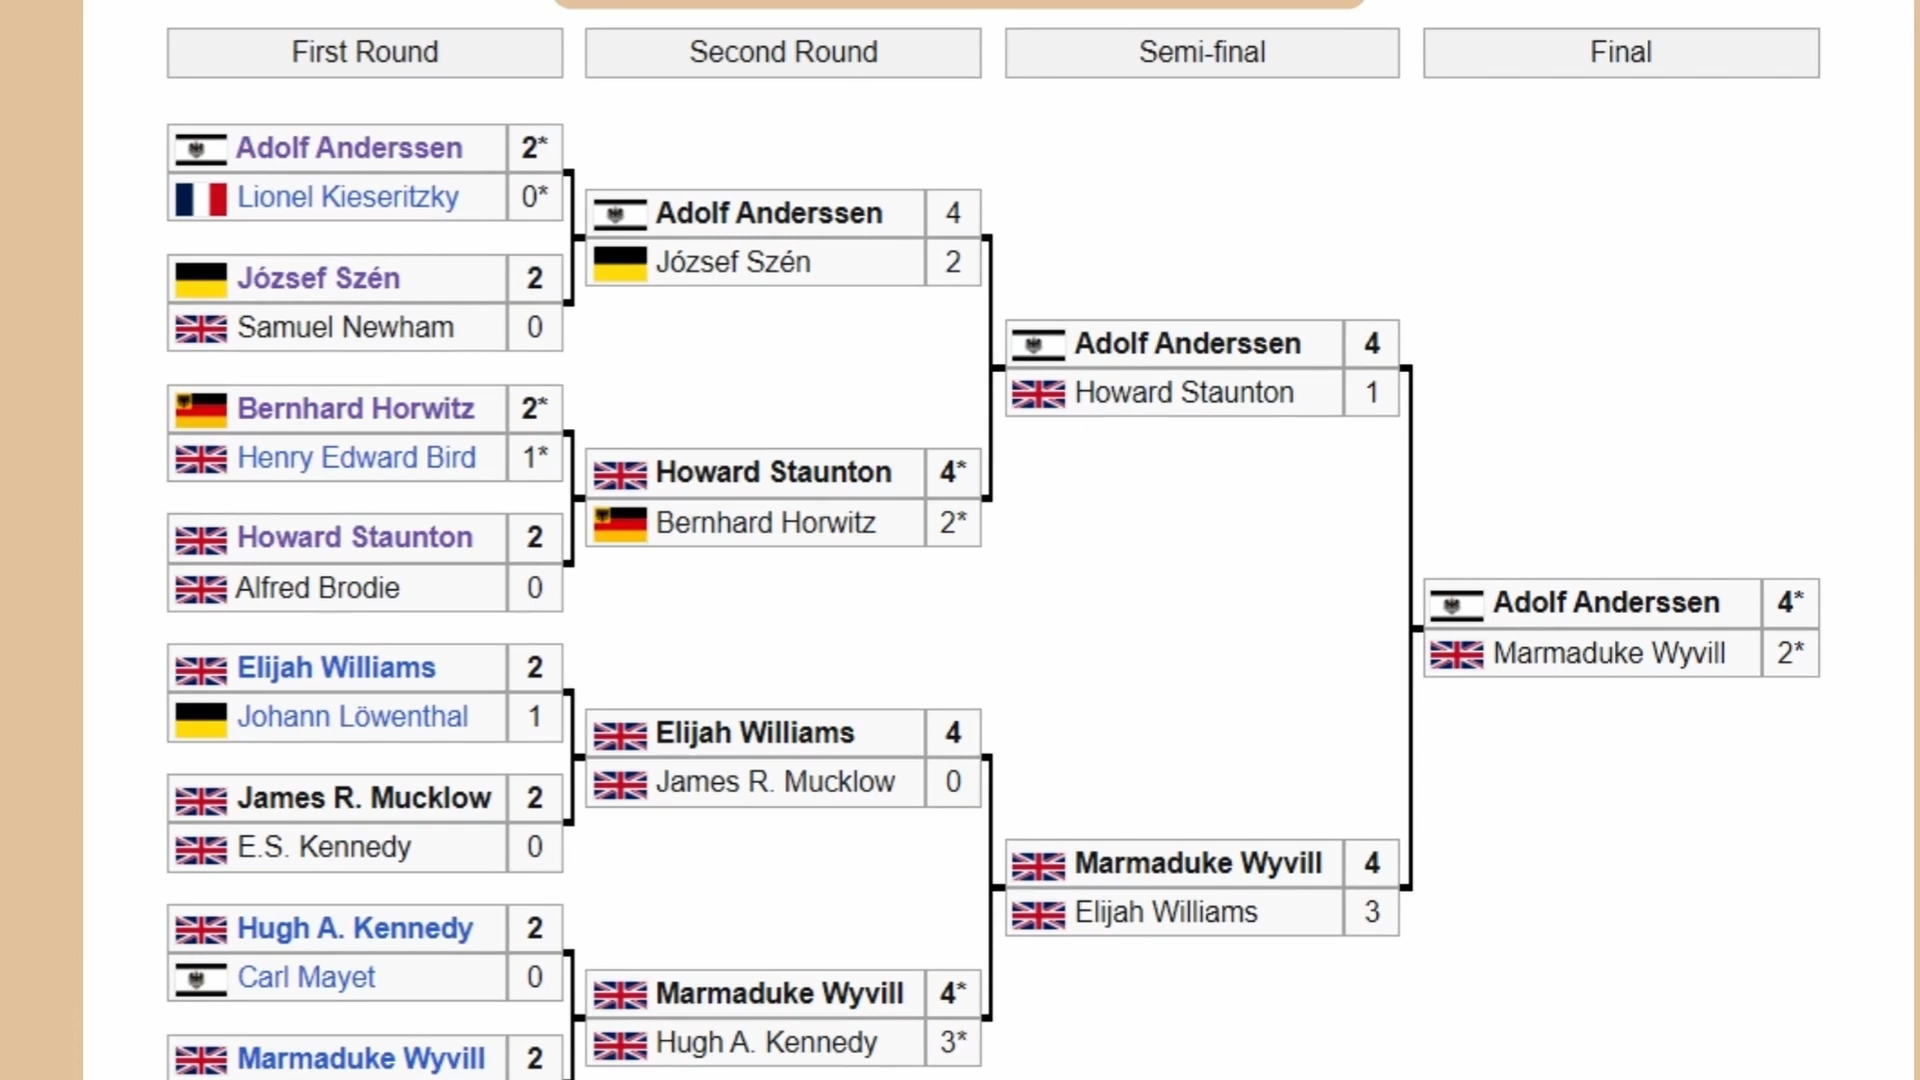 First Round
Second Round
Semi-final
Final
Adolf Anderssen 2*
Lionel Kieseritzky 0*
József Szén 2
Samuel Newham 0
Bernhard Horwitz 2*
Henry Edward Bird 1*
Howard Staunton 2
Alfred Brodie 0
Elijah Williams 2
Johann Löwenthal 1
James R. Mucklow 2
E.S. Kennedy 0
Hugh A. Kennedy 2
Carl Mayet 0
Marmaduke Wyvill 2
Adolf Anderssen 4
József Szén 2
Howard Staunton 4*
Bernhard Horwitz 2*
Elijah Williams 4
James R. Mucklow 0
Marmaduke Wyvill 4*
Hugh A. Kennedy 3*
Adolf Anderssen 4
Howard Staunton 1
Marmaduke Wyvill 4
Elijah Williams 3
Adolf Anderssen 4*
Marmaduke Wyvill 2*